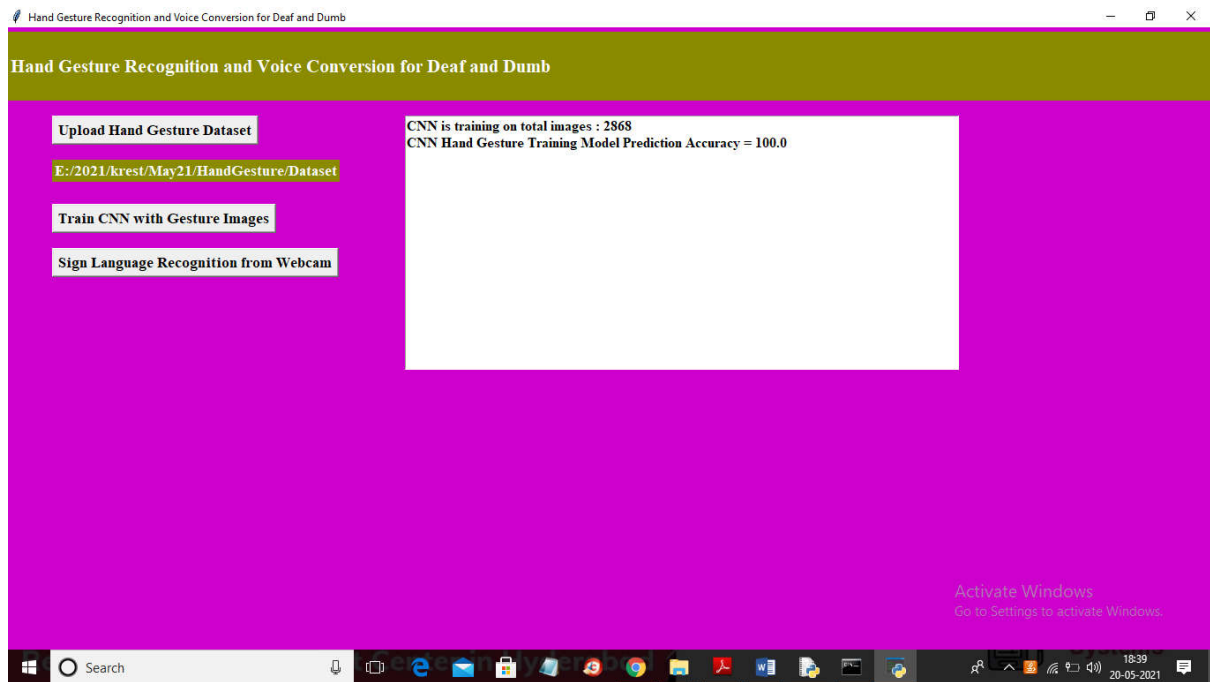 Hand Gesture Recognition and Voice Conversion for Deaf and Dumb
Hand Gesture Recognition and Voice Conversion for Deaf and Dumb
Upload Hand Gesture Dataset
E:/2021/krest/May21/HandGesture/Dataset
Train CNN with Gesture Images
Sign Language Recognition from Webcam
CNN is training on total images : 2868
CNN Hand Gesture Training Model Prediction Accuracy = 100.0
Activate Windows
Go to Settings to activate Windows.
Search
18:39
20-05-2021